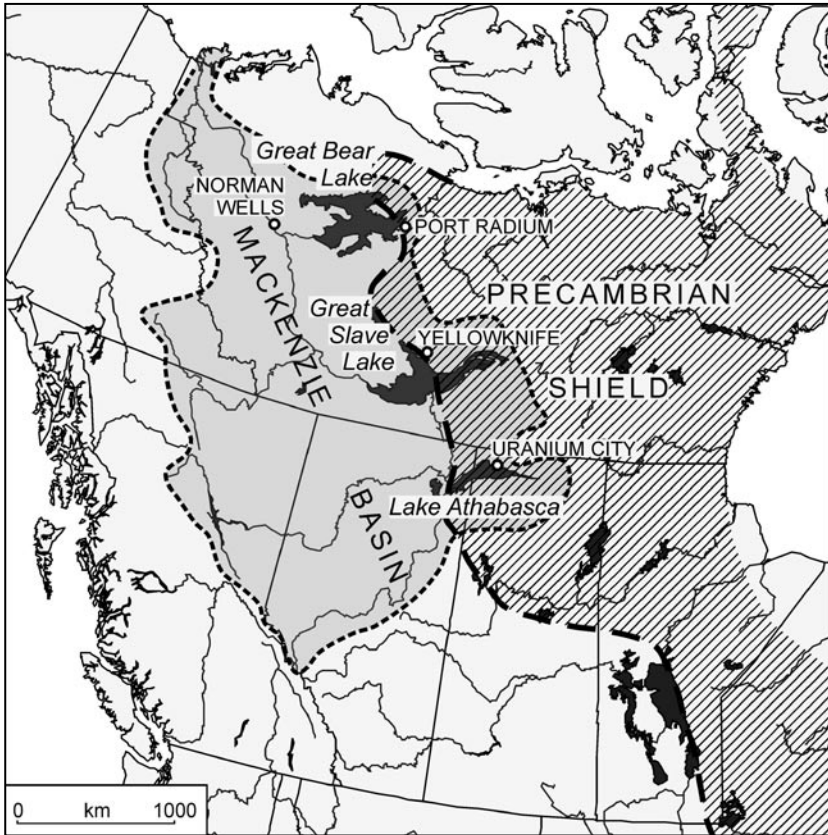 Great Bear
Lake
NORMAN
WELLS
PORT RADIUM
MACKENZIE
PRECAMBRIAN
Great
Slave
Lake
YELLOWKNIFE
SHIELD
URANIUM CITY
Lake Athabasca
BASIN
0 km 1000